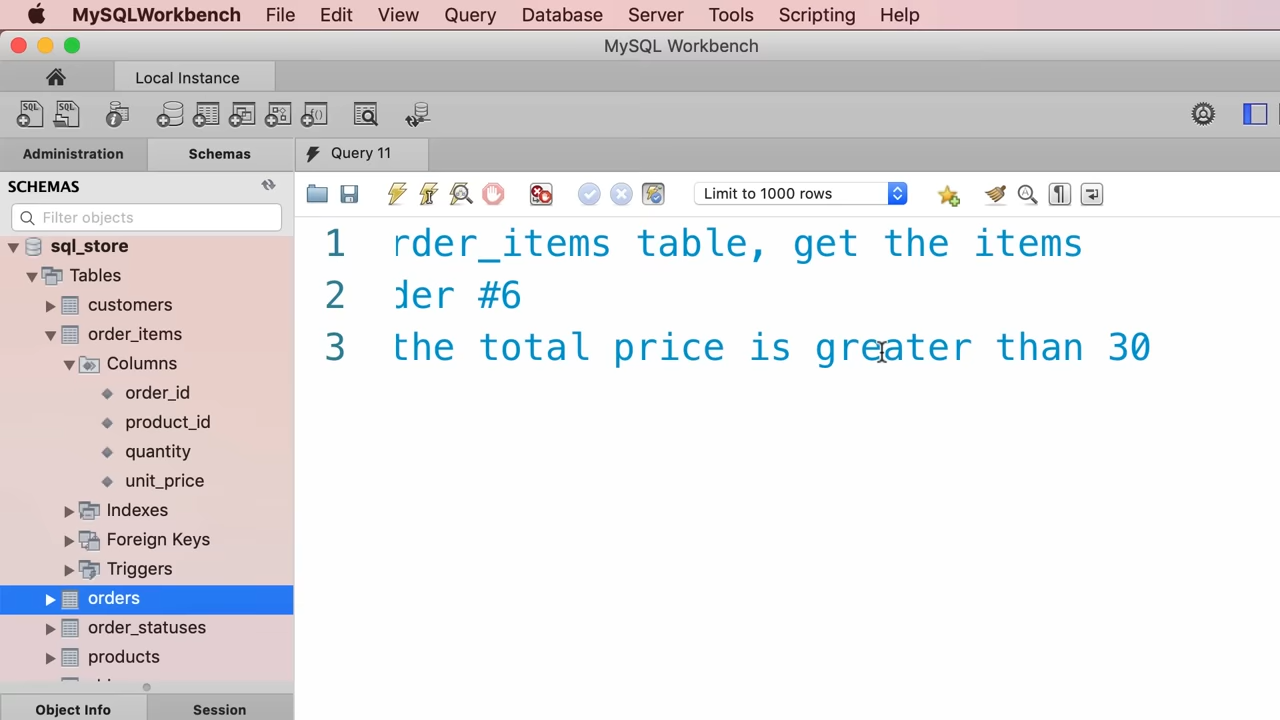 MySQLWorkbench File Edit View Query Database Server Tools Scripting Help
MySQL Workbench
Local Instance
Administration Schemas Query 11
SCHEMAS
Filter objects
Limit to 1000 rows
sql_store
Tables
customers
order_items
Columns
order_id
product_id
quantity
unit_price
Indexes
Foreign Keys
Triggers
orders
order_statuses
products
1 rder_items table, get the items
2 der #6
3 the total price is greater than 30
Object Info Session